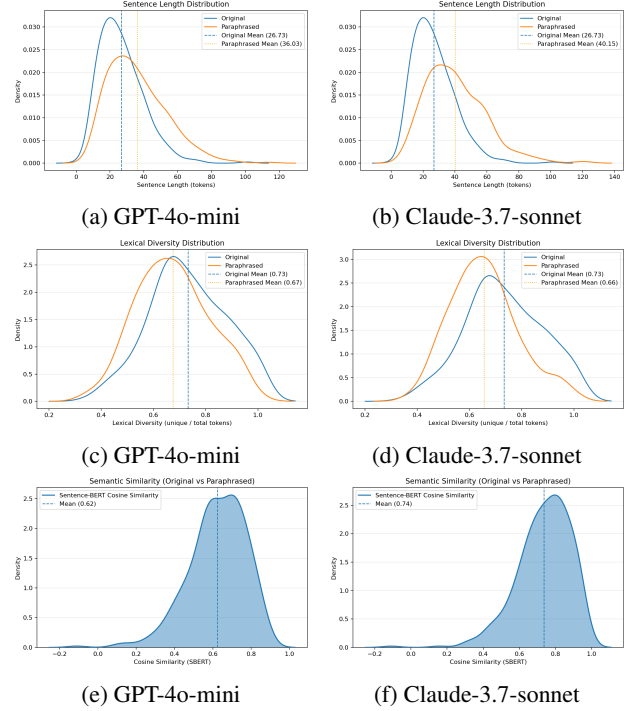 Sentence Length Distribution
Original
Paraphrased
Original Mean (26.73)
Paraphrased Mean (36.03)
0.030
0.025
0.020
0.015
0.010
0.005
0.000
Density
0 20 40 60 80 100 120
Sentence Length (tokens)
(a) GPT-4o-mini
Sentence Length Distribution
Original
Paraphrased
Original Mean (26.73)
Paraphrased Mean (40.15)
0.030
0.025
0.020
0.015
0.010
0.005
0.000
Density
0 20 40 60 80 100 120 140
Sentence Length (tokens)
(b) Claude-3.7-sonnet
Lexical Diversity Distribution
Original
Paraphrased
Original Mean (0.73)
Paraphrased Mean (0.67)
2.5
2.0
1.5
1.0
0.5
0.0
Density
0.2 0.4 0.6 0.8 1.0
Lexical Diversity (unique / total tokens)
(c) GPT-4o-mini
Lexical Diversity Distribution
Original
Paraphrased
Original Mean (0.73)
Paraphrased Mean (0.66)
3.0
2.5
2.0
1.5
1.0
0.5
0.0
Density
0.2 0.4 0.6 0.8 1.0
Lexical Diversity (unique / total tokens)
(d) Claude-3.7-sonnet
Semantic Similarity (Original vs Paraphrased)
Sentence-BERT Cosine Similarity
Mean (0.62)
2.5
2.0
1.5
1.0
0.5
0.0
Density
−0.2 0.0 0.2 0.4 0.6 0.8 1.0
Cosine Similarity (SBERT)
(e) GPT-4o-mini
Semantic Similarity (Original vs Paraphrased)
Sentence-BERT Cosine Similarity
Mean (0.74)
2.5
2.0
1.5
1.0
0.5
0.0
Density
−0.2 0.0 0.2 0.4 0.6 0.8 1.0
Cosine Similarity (SBERT)
(f) Claude-3.7-sonnet